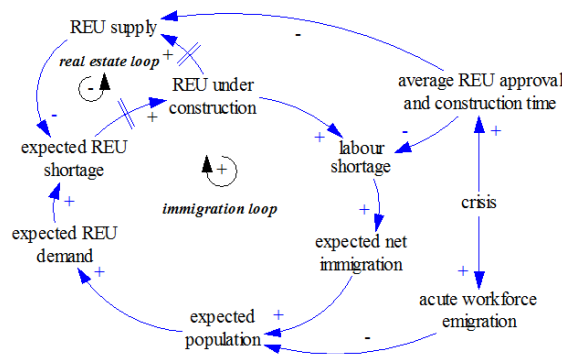 REU supply
-
+
real estate loop
-
REU under
construction
average REU approval
and construction time
-
+
+
-
+
expected REU
shortage
labour
shortage
+
immigration loop
+
+
crisis
expected REU
demand
expected net
immigration
+
+
acute workforce
emigration
+
expected
population
+
-